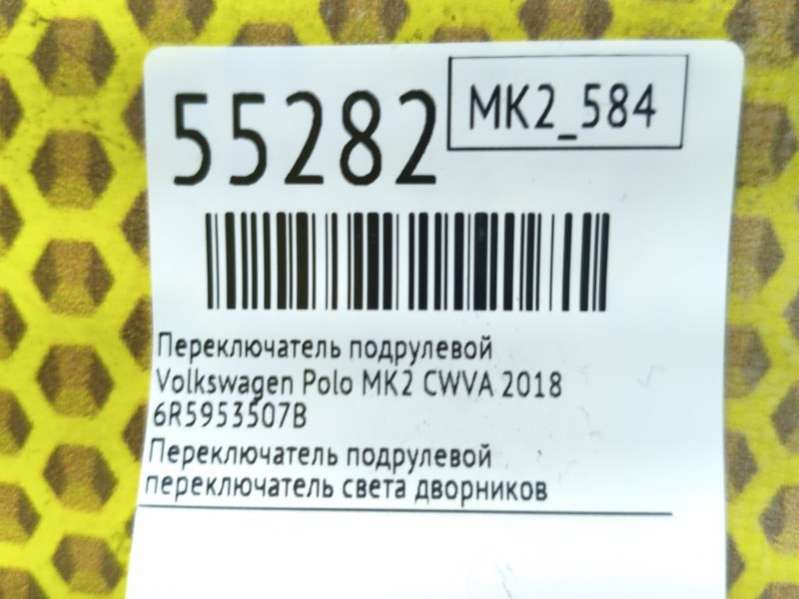 55282
MK2_584
Переключатель подрулевой
Volkswagen Polo MK2 CWVA 2018
6R5953507B
Переключатель подрулевой
переключатель света дворников